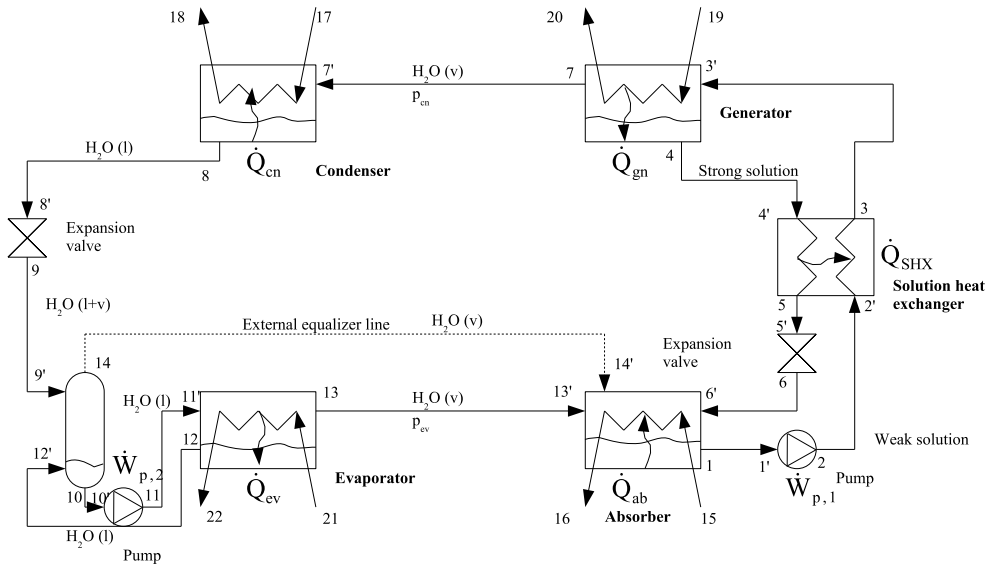 18
17
20
19
7'
H2O (v)
7
3'
pcn
Generator
H2O (l)
8
Q̇cn
Condenser
Q̇gn
4
Strong solution
8'
4'
3
Expansion
valve
Q̇SHX
9
Solution heat
exchanger
H2O (l+v)
5
2'
External equalizer line
H2O (v)
5'
Expansion
valve
14
14'
6
9'
H2O (l)
11'
13
H2O (v)
13'
6'
pev
12
12'
Weak solution
Ẇp,2
1
1'
2
10
10'
11
Q̇ev
Evaporator
Q̇ab
Ẇp,1
Pump
H2O (l)
22
21
16
Absorber
15
Pump